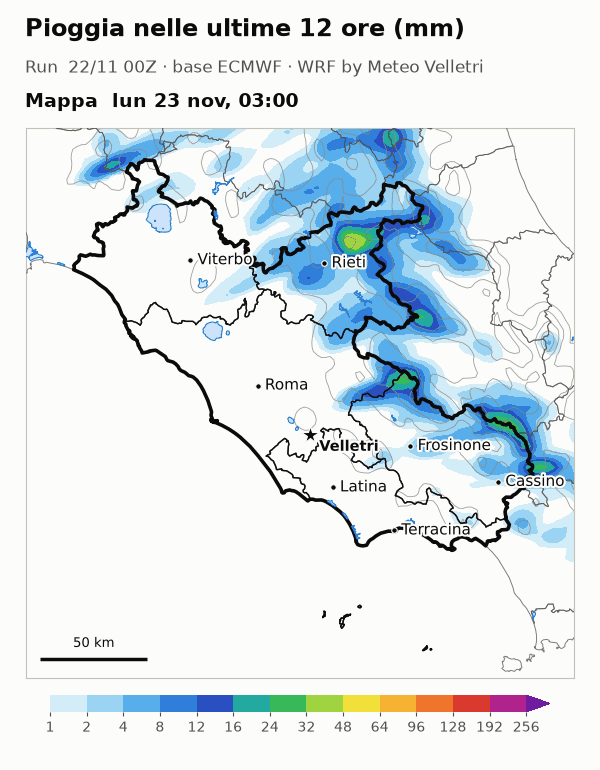 Pioggia nelle ultime 12 ore (mm)
Run 22/11 00Z · base ECMWF · WRF by Meteo Velletri
Mappa lun 23 nov, 03:00
Viterbo
Rieti
Roma
Velletri
Frosinone
Latina
Cassino
Terracina
50 km
1 2 4 8 12 16 24 32 48 64 96 128 192 256